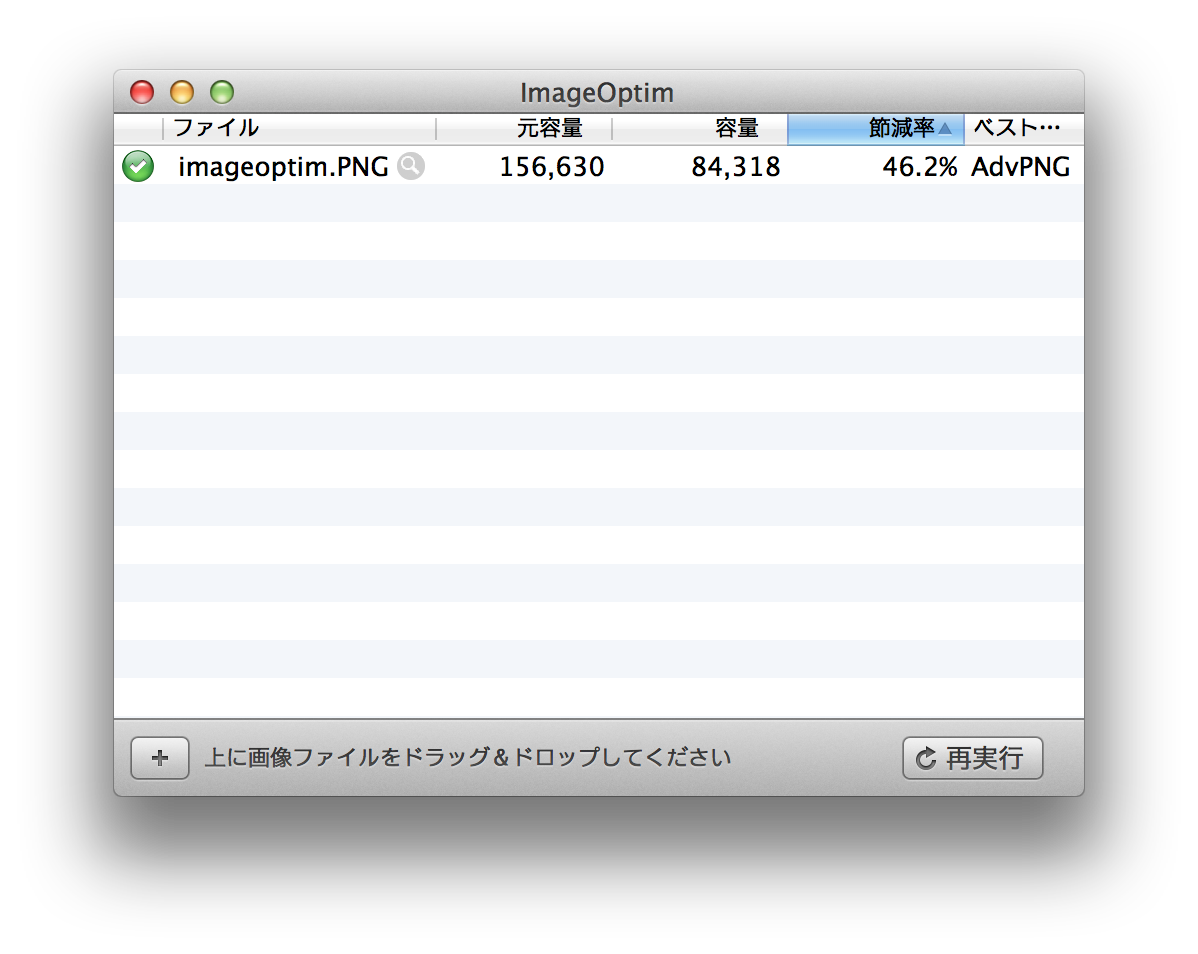 ImageOptim
ファイル 元容量 容量 節減率 ベスト…
imageoptim.PNG 156,630 84,318 46.2% AdvPNG
+ 上に画像ファイルをドラッグ＆ドロップしてください 再実行